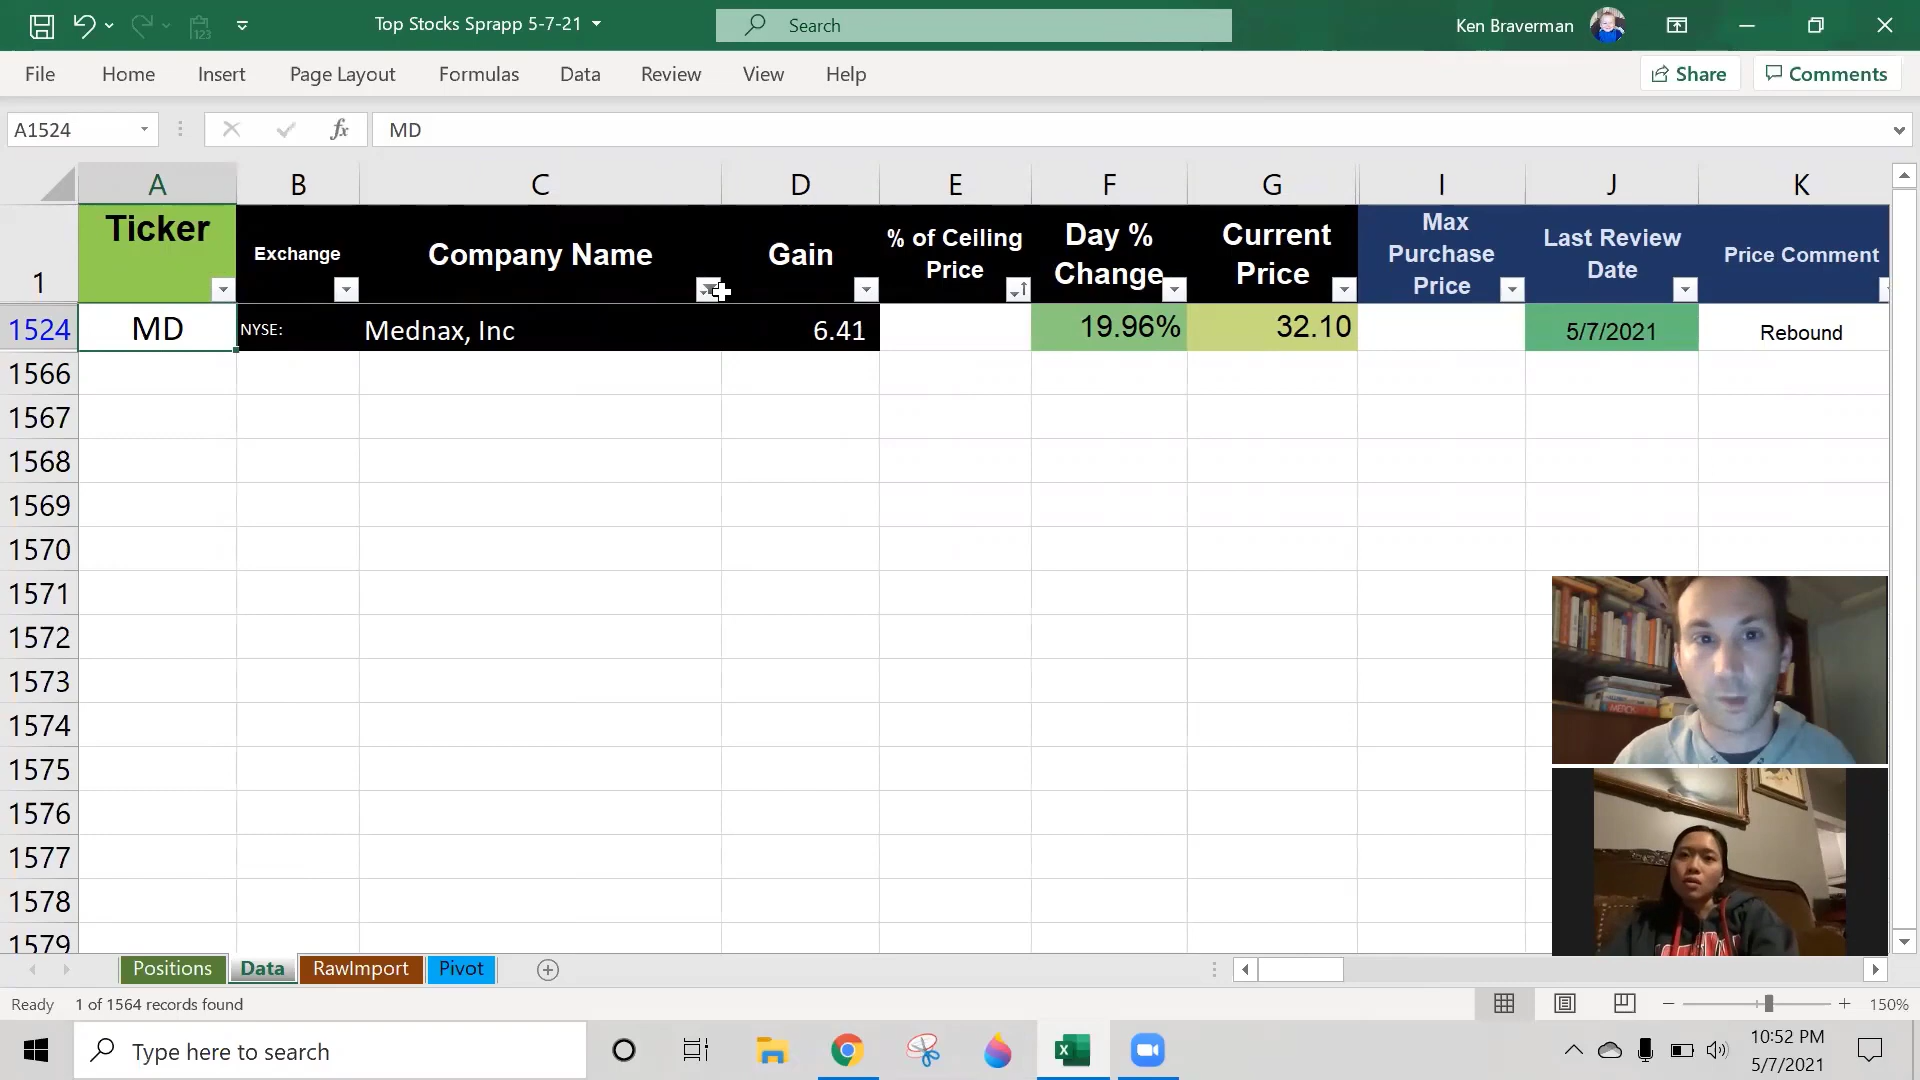 Top Stocks Sprapp 5-7-21
Search
Ken Braverman
File Home Insert Page Layout Formulas Data Review View Help
Share
Comments
A1524
fx
MD
A B C D E F G I J K
Ticker
Exchange
Company Name
Gain
% of Ceiling
Price
Day %
Change
Current
Price
Max
Purchase
Price
Last Review
Date
Price Comment
1
1524 MD NYSE: Mednax, Inc 6.41 19.96% 32.10 5/7/2021 Rebound
1566
1567
1568
1569
1570
1571
1572
1573
1574
1575
1576
1577
1578
1579
Positions Data RawImport Pivot
Ready 1 of 1564 records found
150%
Type here to search
10:52 PM
5/7/2021